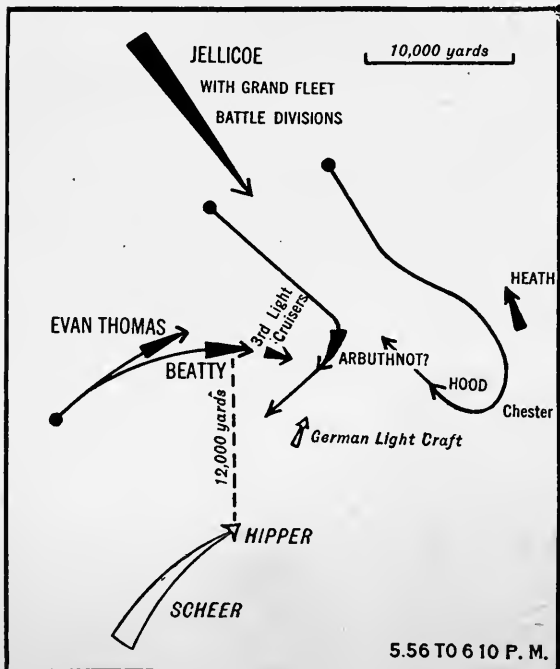 JELLICOE
WITH GRAND FLEET
BATTLE DIVISIONS
10,000 yards
HEATH
3rd Light
Cruisers
EVAN THOMAS
BEATTY
ARBUTHNOT?
HOOD
Chester
German Light Craft
12,000 yards
HIPPER
SCHEER
5.56 TO 6 10 P. M.